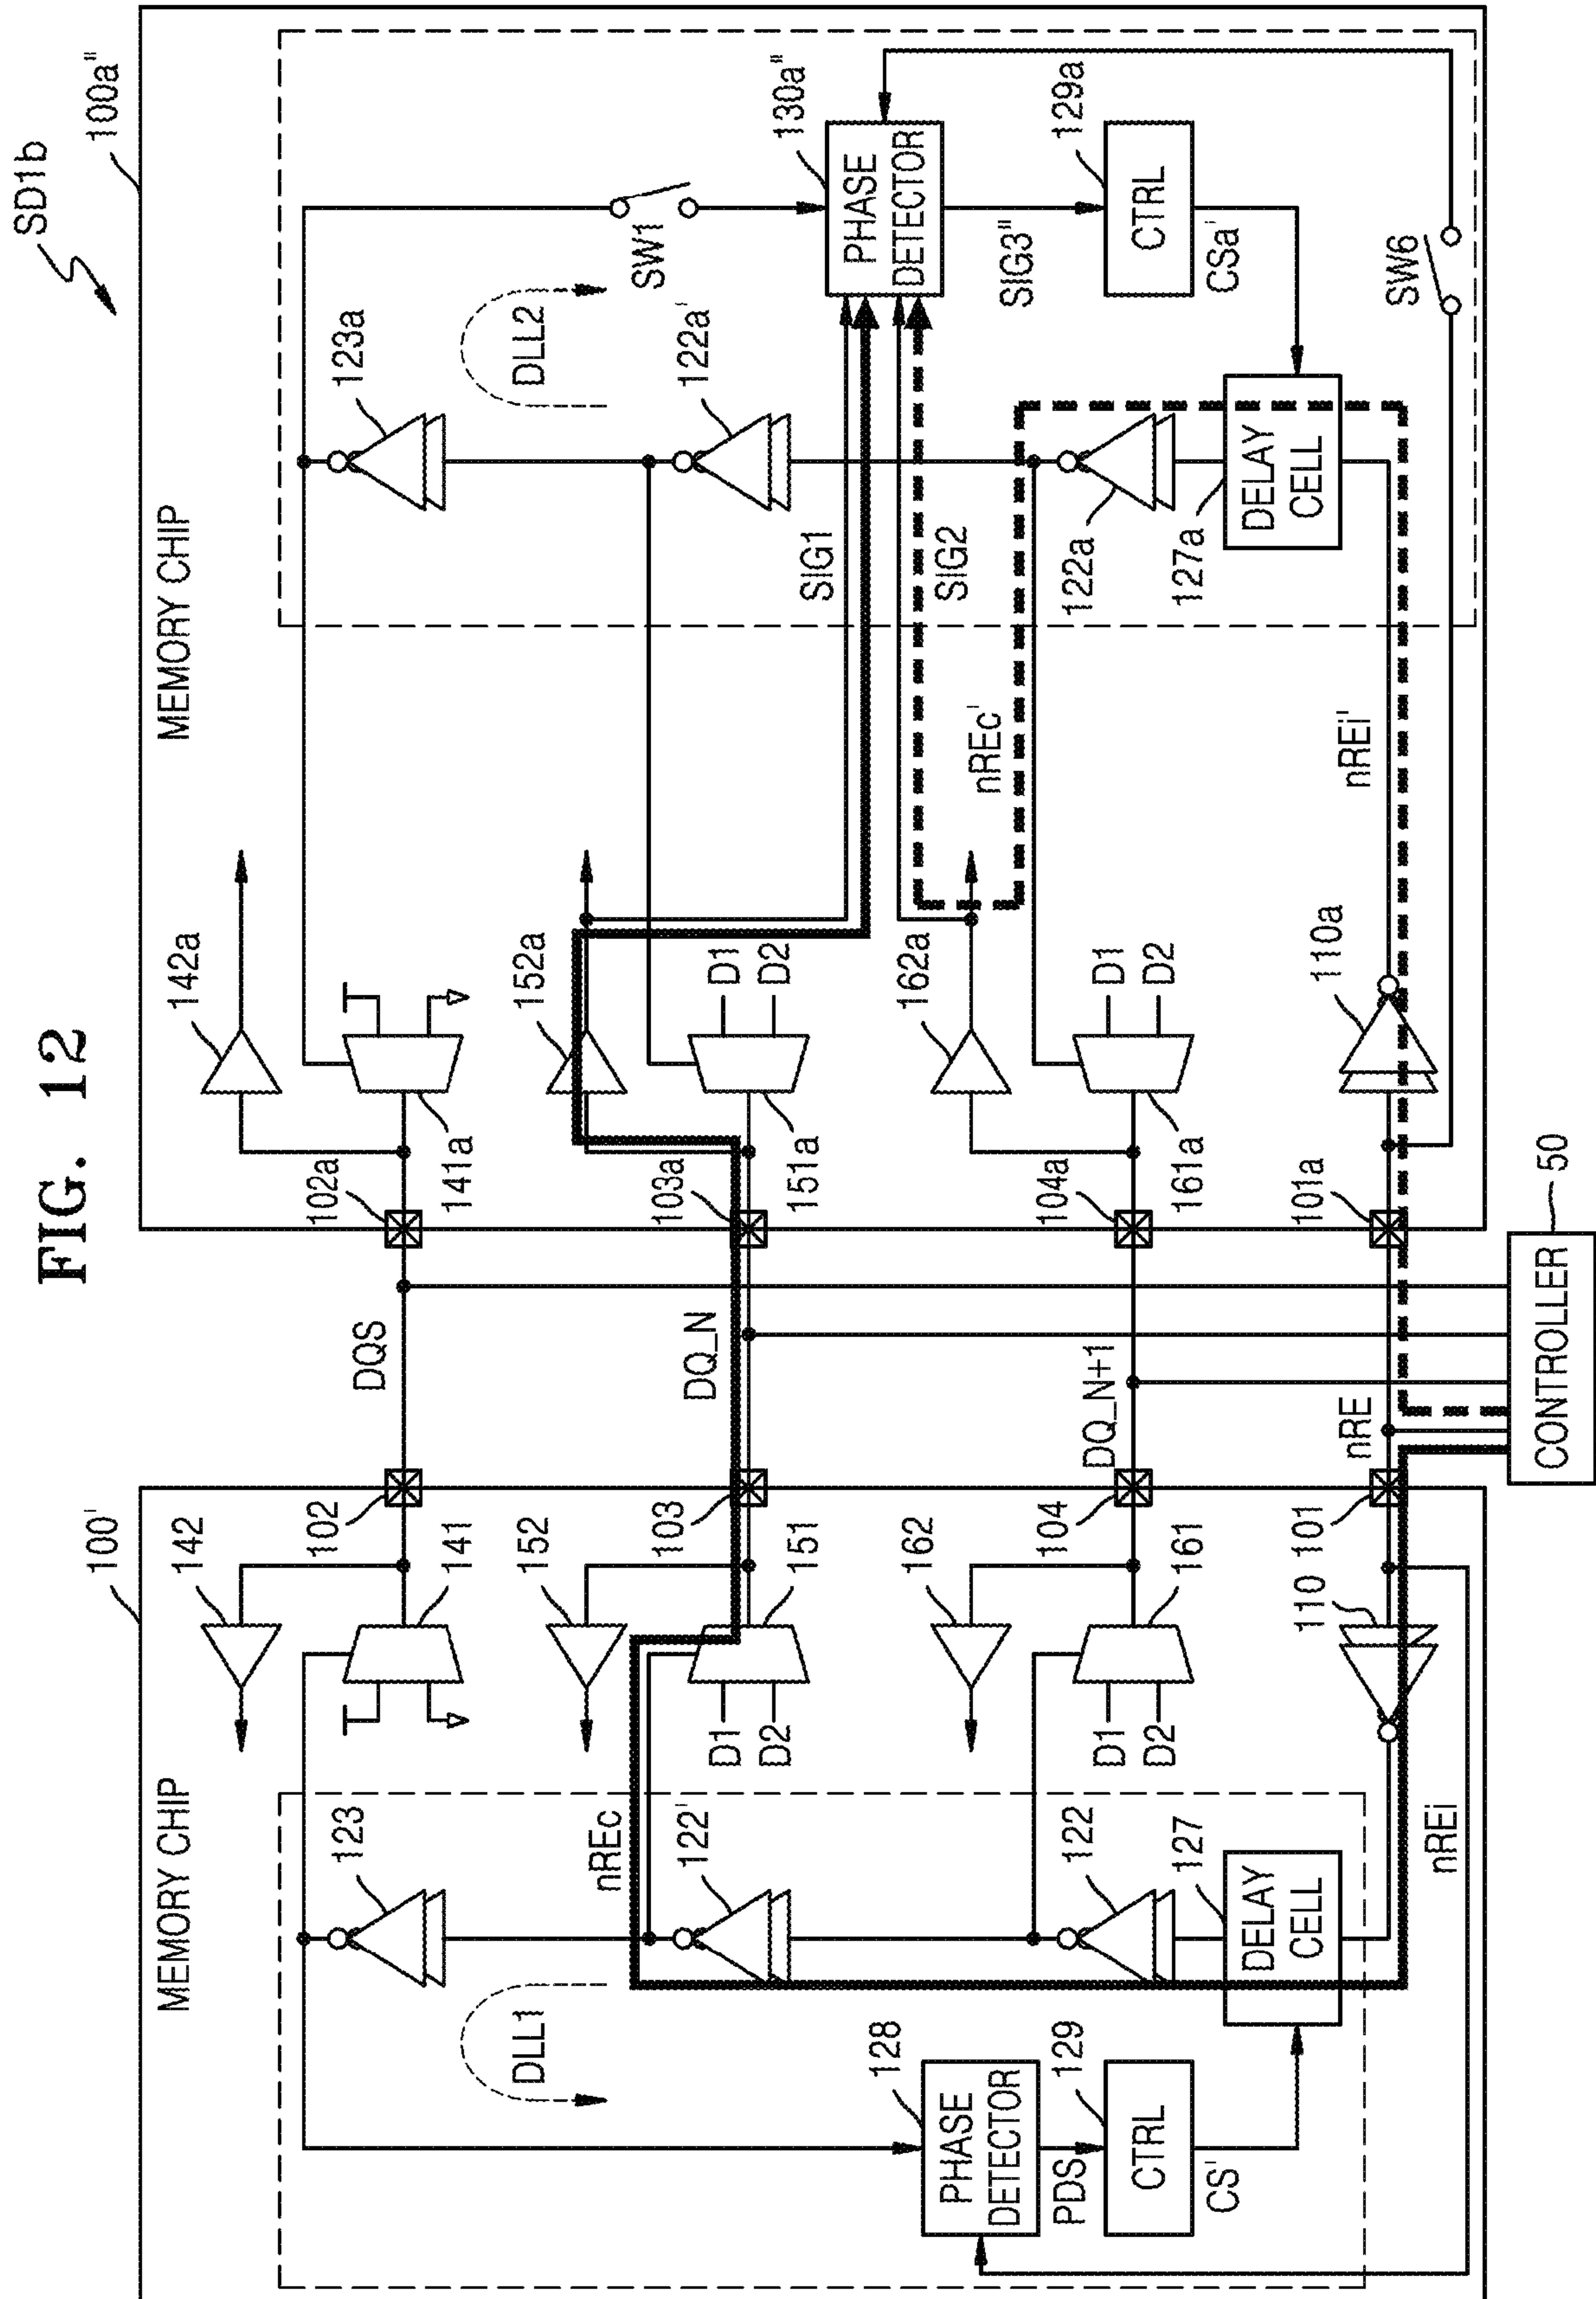 FIG. 12
SD1b
100'
MEMORY CHIP
100a"
MEMORY CHIP
142
102
141
DQS
102a
141a
142a
123
DLL1
123a
DLL2
SW1
nREc
122'
152
103
151
D1
D2
DQ_N
103a
151a
152a
D1
D2
122a'
SIG1
130a"
PHASE
DETECTOR
128
PHASE
DETECTOR
PDS
129
CTRL
CS'
122
127
DELAY
CELL
162
104
161
D1
D2
DQ_N+1
104a
161a
162a
D1
D2
nREc'
SIG2
SIG3"
129a
CTRL
CSa'
122a
127a
DELAY
CELL
nREi
110
101
nRE
101a
110a
nREi'
SW6
CONTROLLER
50